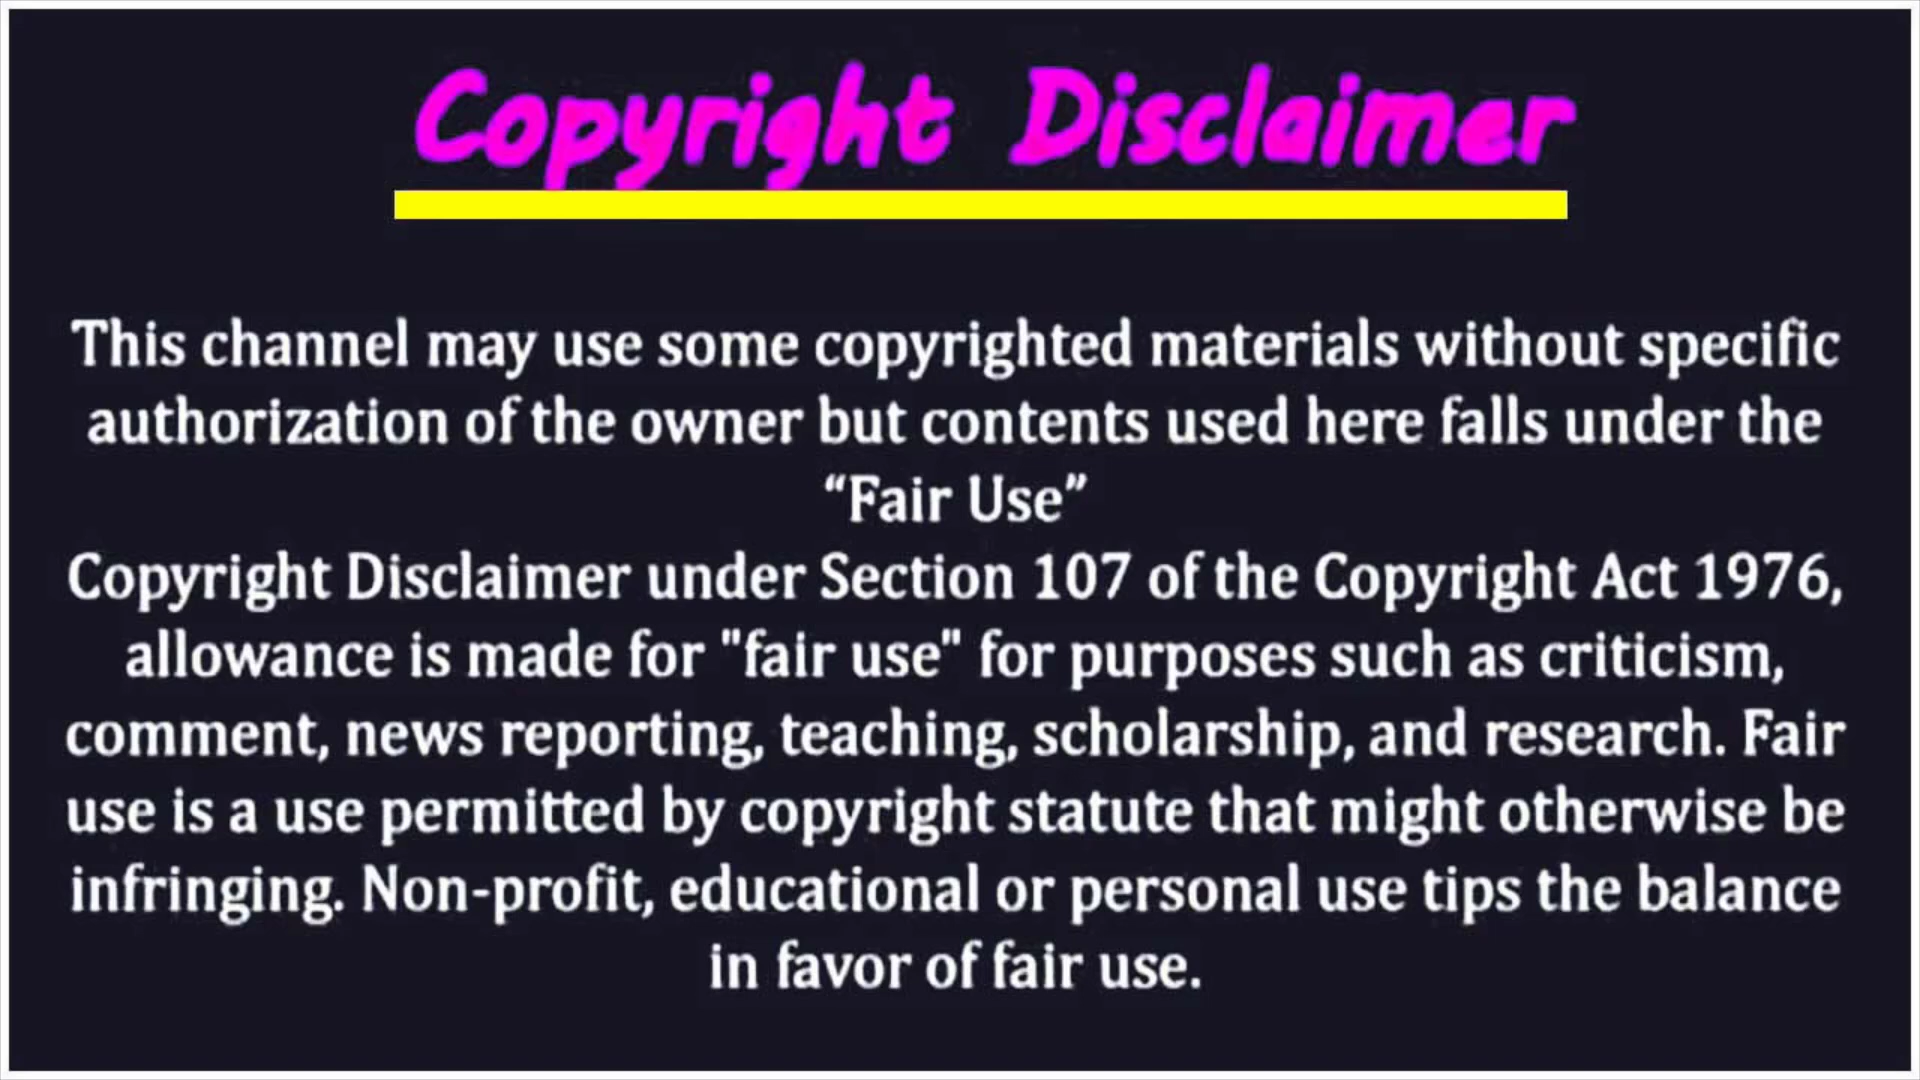 Copyright Disclaimer
This channel may use some copyrighted materials without specific
authorization of the owner but contents used here falls under the
“Fair Use”
Copyright Disclaimer under Section 107 of the Copyright Act 1976,
allowance is made for "fair use" for purposes such as criticism,
comment, news reporting, teaching, scholarship, and research. Fair
use is a use permitted by copyright statute that might otherwise be
infringing. Non-profit, educational or personal use tips the balance
in favor of fair use.